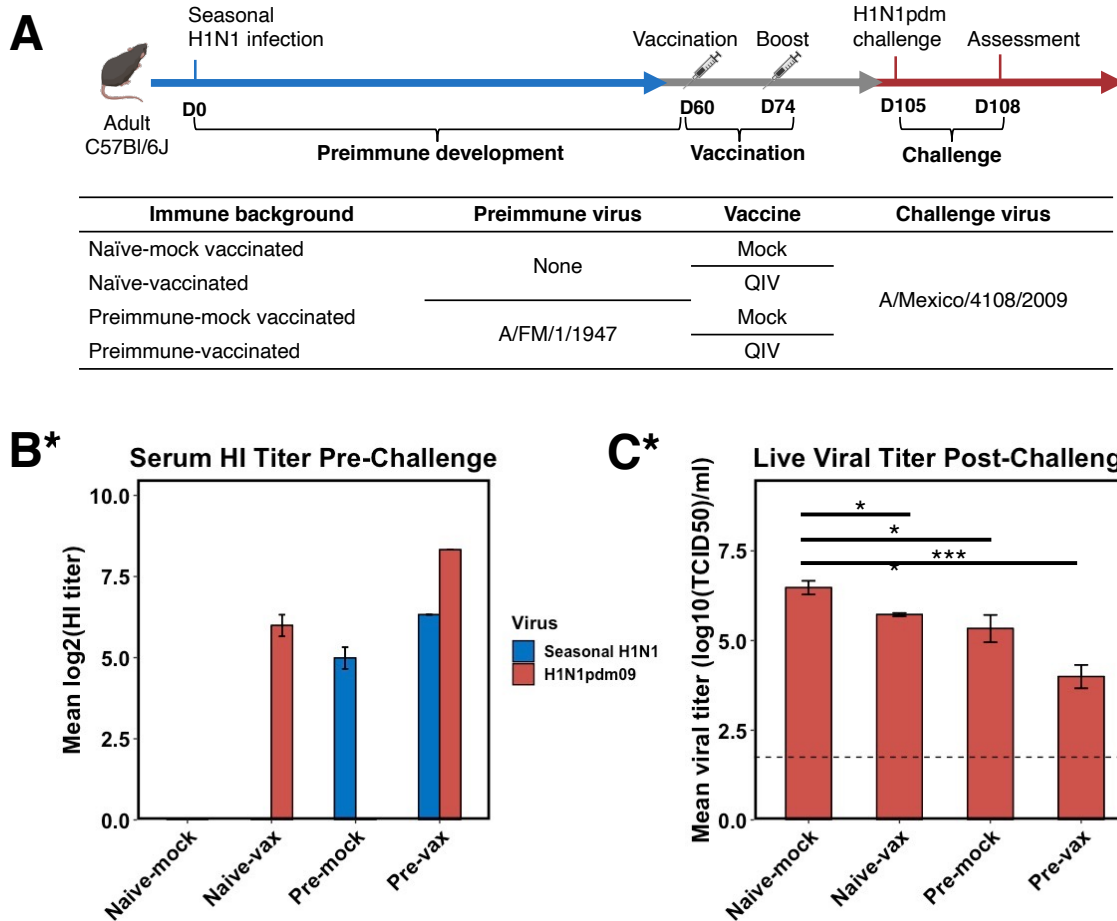 A
Seasonal
H1N1 infection
Vaccination
Boost
H1N1pdm
challenge
Assessment
Adult
C57Bl/6J
D0
D60
D74
D105
D108
Preimmune development
Vaccination
Challenge
Immune background Preimmune virus Vaccine Challenge virus
Naïve-mock vaccinated None Mock A/Mexico/4108/2009
Naïve-vaccinated QIV
Preimmune-mock vaccinated A/FM/1/1947 Mock
Preimmune-vaccinated QIV
B*
Serum HI Titer Pre-Challenge
Mean log2(HI titer)
10.0
7.5
5.0
2.5
0.0
Naive-mock
Naive-vax
Pre-mock
Pre-vax
Virus
Seasonal H1N1
H1N1pdm09
C*
Live Viral Titer Post-Challeng
Mean viral titer (log10(TCID50)/ml)
7.5
5.0
2.5
0.0
*
*
***
*
Naive-mock
Naive-vax
Pre-mock
Pre-vax